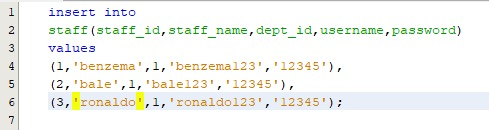 1 insert into
2 staff(staff_id,staff_name,dept_id,username,password)
3 values
4 (1,'benzema',1,'benzema123','12345'),
5 (2,'bale',1,'bale123','12345'),
6 (3,'ronaldo',1,'ronaldo123','12345');
7